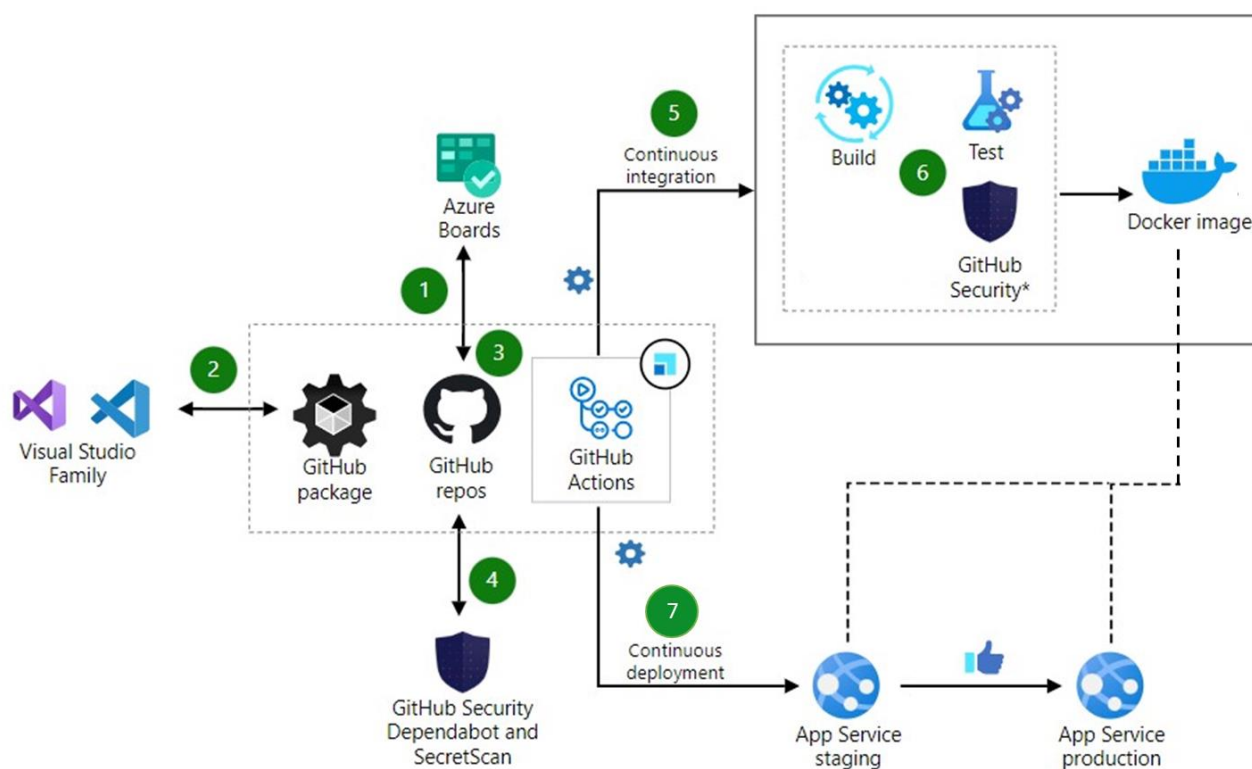 5
Continuous
integration
Build
Test
6
GitHub
Security*
Docker image
Azure
Boards
1
2
3
Visual Studio
Family
GitHub
package
GitHub
repos
GitHub
Actions
4
GitHub Security
Dependabot and
SecretScan
7
Continuous
deployment
App Service
staging
App Service
production